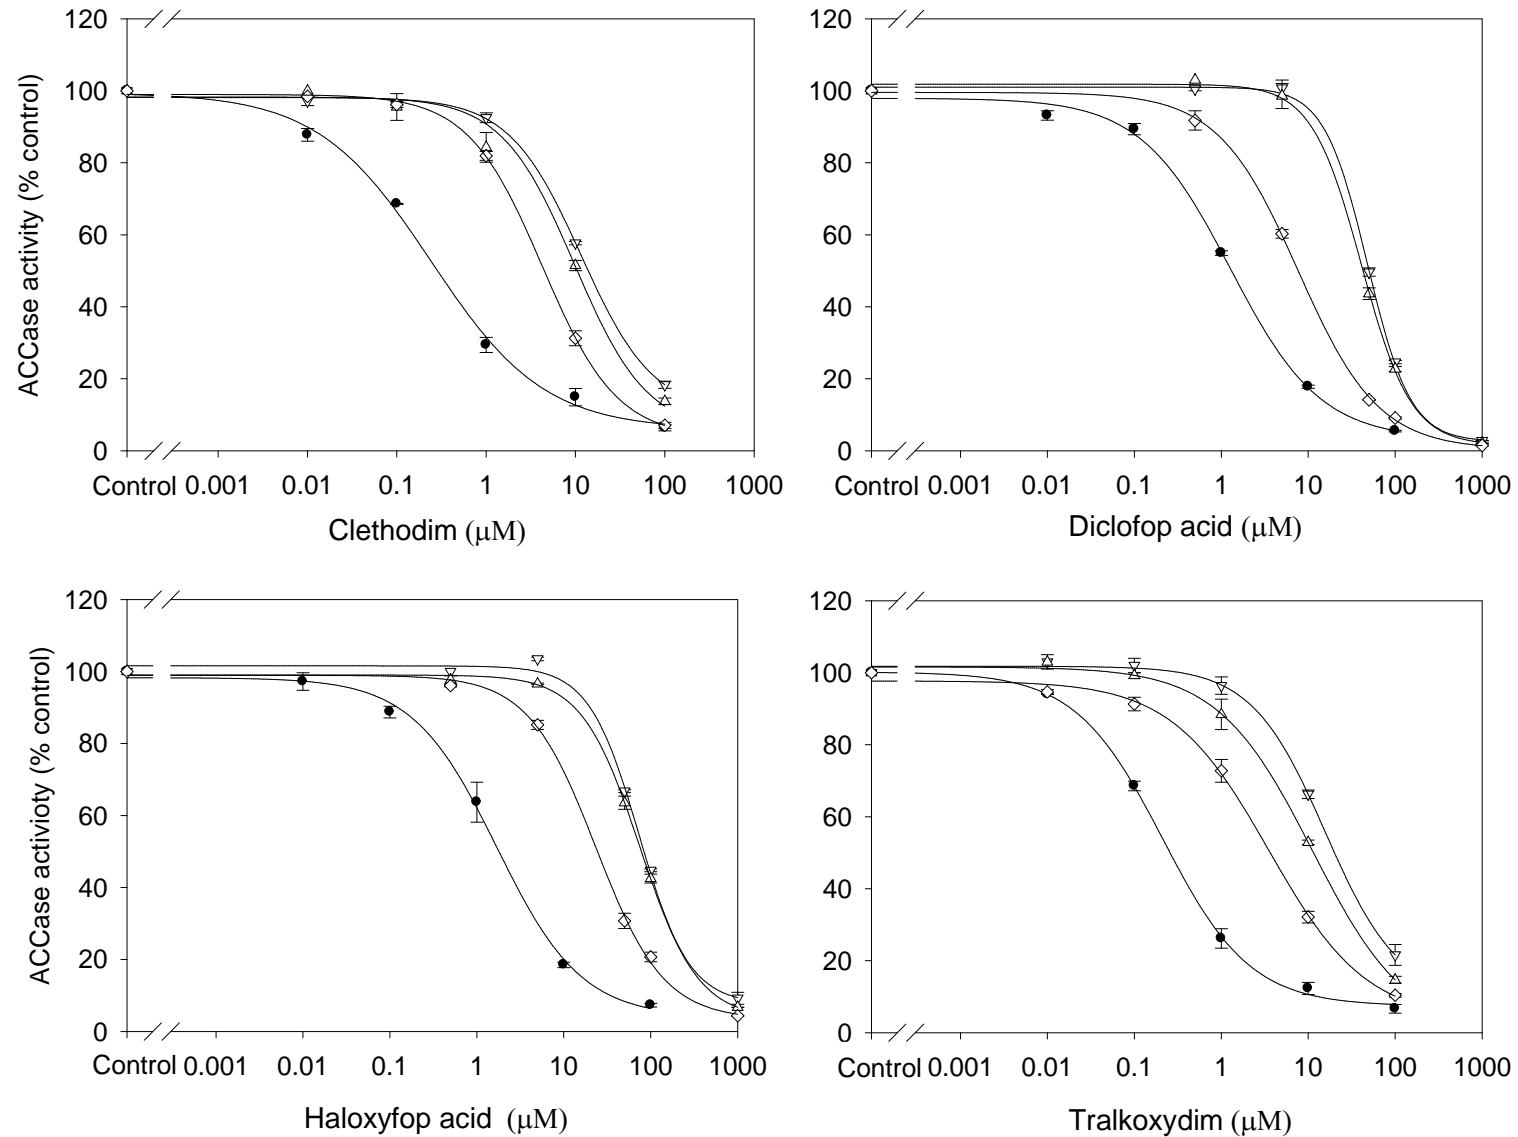 120
100
80
60
40
20
0
ACCase activity (% control)
Control 0.001 0.01 0.1 1 10 100 1000
Clethodim (μM)
120
100
80
60
40
20
0
Control 0.001 0.01 0.1 1 10 100 1000
Diclofop acid (μM)
120
100
80
60
40
20
0
ACCase activioty (% control)
Control 0.001 0.01 0.1 1 10 100 1000
Haloxyfop acid (μM)
120
100
80
60
40
20
0
Control 0.001 0.01 0.1 1 10 100 1000
Tralkoxydim (μM)